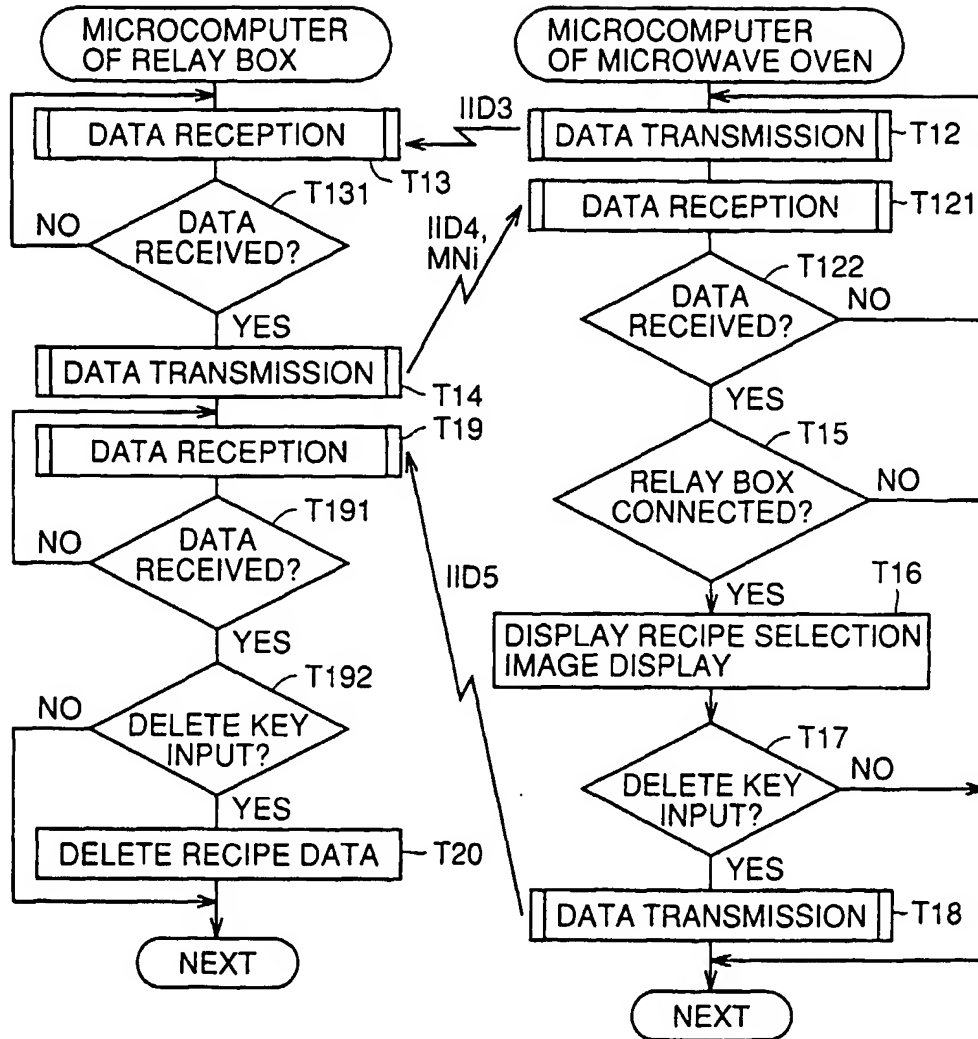 MICROCOMPUTER
OF RELAY BOX
DATA RECEPTION
T13
T131
DATA
RECEIVED?
NO
YES
DATA TRANSMISSION
T14
DATA RECEPTION
T19
T191
DATA
RECEIVED?
NO
YES
T192
DELETE KEY
INPUT?
NO
YES
DELETE RECIPE DATA
T20
NEXT
IID3
IID4,
MNi
IID5
MICROCOMPUTER
OF MICROWAVE OVEN
DATA TRANSMISSION
T12
DATA RECEPTION
T121
T122
DATA
RECEIVED?
NO
YES
T15
RELAY BOX
CONNECTED?
NO
YES
T16
DISPLAY RECIPE SELECTION
IMAGE DISPLAY
T17
DELETE KEY
INPUT?
NO
YES
DATA TRANSMISSION
T18
NEXT